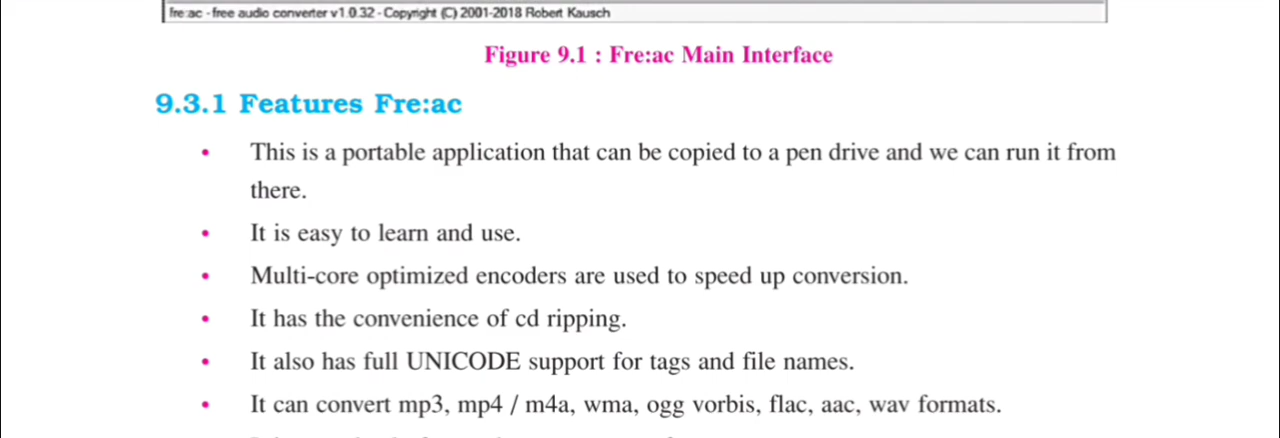 fre:ac - free audio converter v1.0.32 - Copyright (C) 2001-2018 Robert Kausch
Figure 9.1 : Fre:ac Main Interface
9.3.1 Features Fre:ac
• This is a portable application that can be copied to a pen drive and we can run it from
there.
• It is easy to learn and use.
• Multi-core optimized encoders are used to speed up conversion.
• It has the convenience of cd ripping.
• It also has full UNICODE support for tags and file names.
• It can convert mp3, mp4 / m4a, wma, ogg vorbis, flac, aac, wav formats.